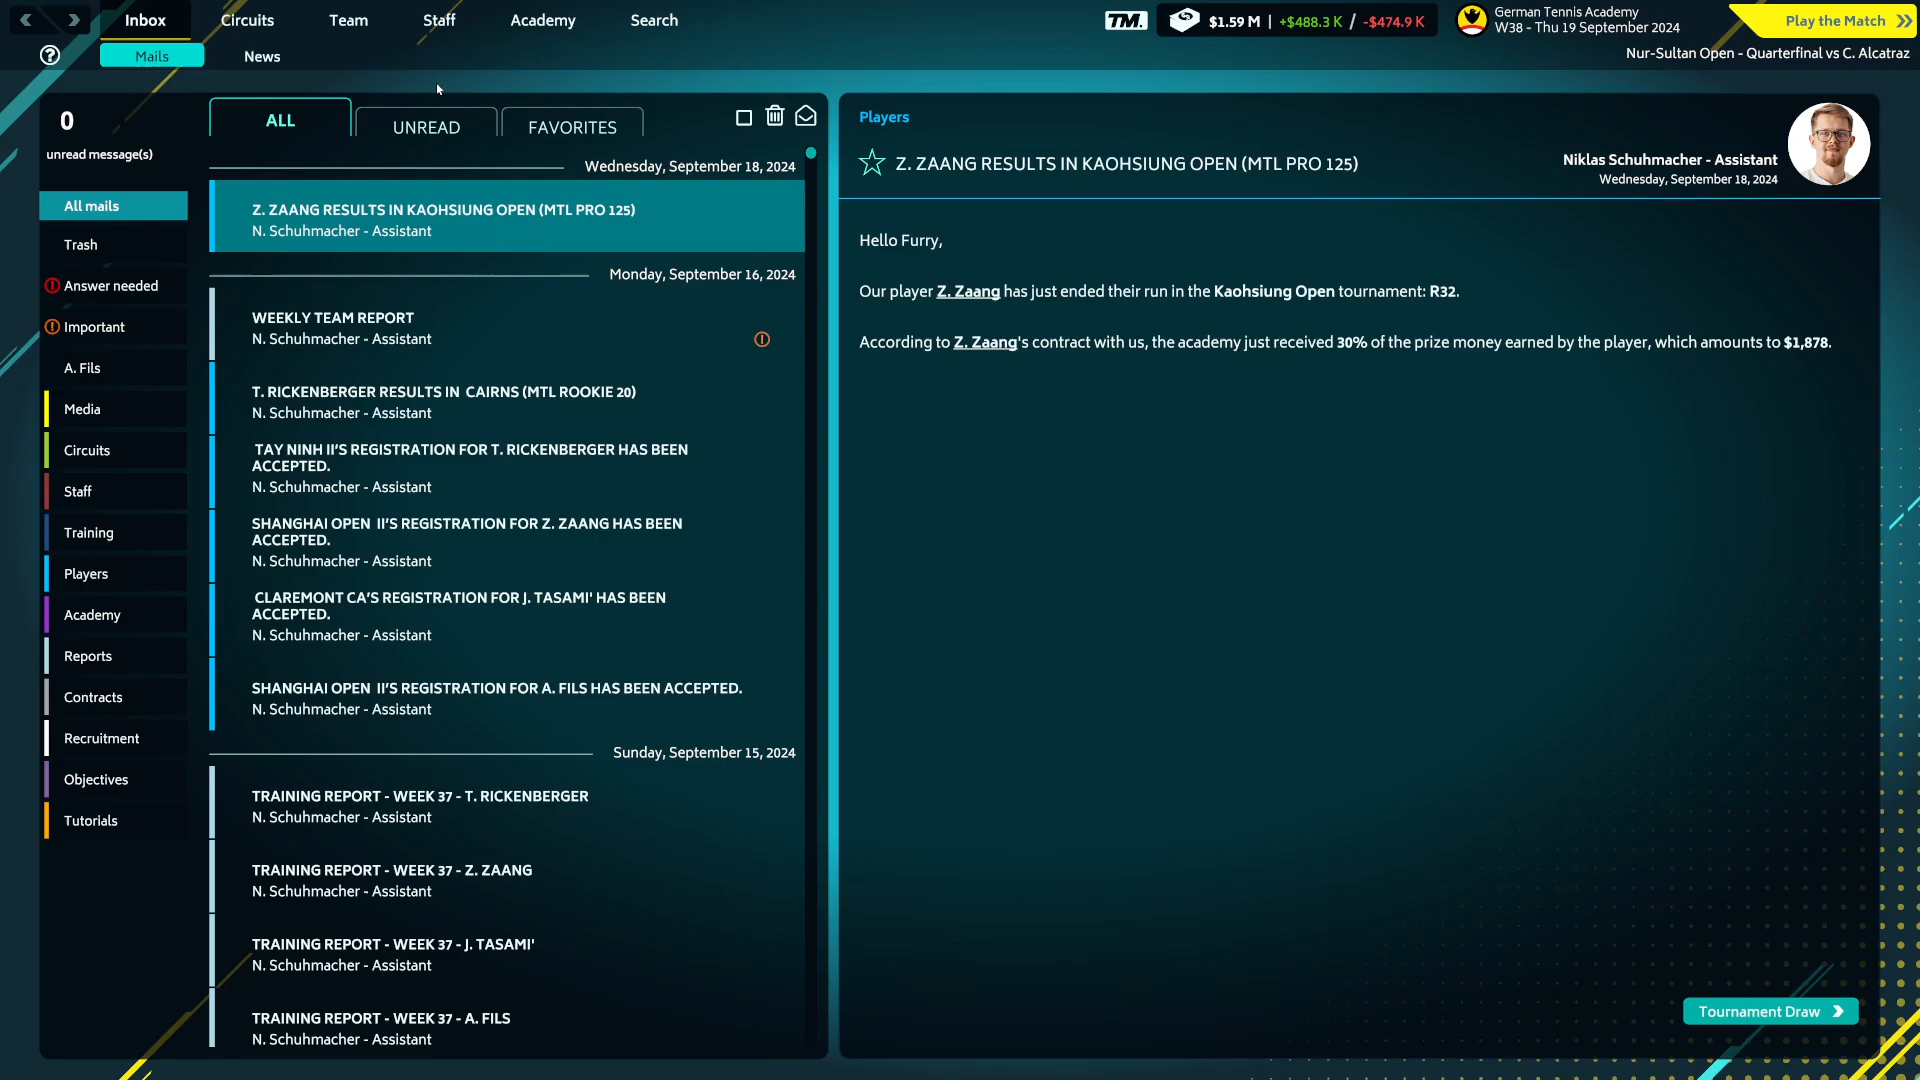 Inbox
Circuits
Team
Staff
Academy
Search
TM.
$1.59 M | +$488.3 K / -$474.9 K
German Tennis Academy
W38 - Thu 19 September 2024
Play the Match
Mails
News
Nur-Sultan Open - Quarterfinal vs C. Alcatraz
0
unread message(s)
All mails
Trash
Answer needed
Important
A. Fils
Media
Circuits
Staff
Training
Players
Academy
Reports
Contracts
Recruitment
Objectives
Tutorials
ALL
UNREAD
FAVORITES
Wednesday, September 18, 2024
Z. ZAANG RESULTS IN KAOHSIUNG OPEN (MTL PRO 125)
N. Schuhmacher - Assistant
Monday, September 16, 2024
WEEKLY TEAM REPORT
N. Schuhmacher - Assistant
T. RICKENBERGER RESULTS IN CAIRNS (MTL ROOKIE 20)
N. Schuhmacher - Assistant
TAY NINH II'S REGISTRATION FOR T. RICKENBERGER HAS BEEN
ACCEPTED.
N. Schuhmacher - Assistant
SHANGHAI OPEN II'S REGISTRATION FOR Z. ZAANG HAS BEEN
ACCEPTED.
N. Schuhmacher - Assistant
CLAREMONT CA'S REGISTRATION FOR J. TASAMI' HAS BEEN
ACCEPTED.
N. Schuhmacher - Assistant
SHANGHAI OPEN II'S REGISTRATION FOR A. FILS HAS BEEN ACCEPTED.
N. Schuhmacher - Assistant
Sunday, September 15, 2024
TRAINING REPORT - WEEK 37 - T. RICKENBERGER
N. Schuhmacher - Assistant
TRAINING REPORT - WEEK 37 - Z. ZAANG
N. Schuhmacher - Assistant
TRAINING REPORT - WEEK 37 - J. TASAMI'
N. Schuhmacher - Assistant
TRAINING REPORT - WEEK 37 - A. FILS
N. Schuhmacher - Assistant
Players
Z. ZAANG RESULTS IN KAOHSIUNG OPEN (MTL PRO 125)
Niklas Schuhmacher - Assistant
Wednesday, September 18, 2024
Hello Furry,
Our player Z. Zaang has just ended their run in the Kaohsiung Open tournament: R32.
According to Z. Zaang's contract with us, the academy just received 30% of the prize money earned by the player, which amounts to $1,878.
Tournament Draw